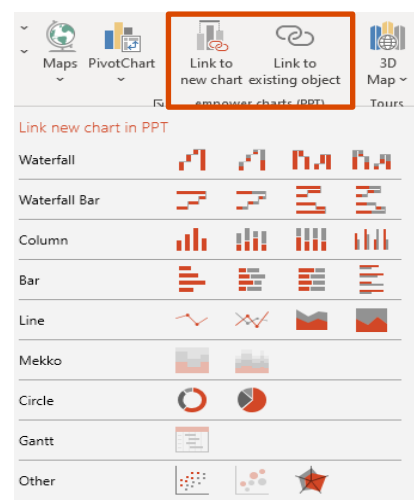 Maps PivotChart Link to new chart Link to existing object 3D Map
empower charts (PPT) Tours
Link new chart in PPT
Waterfall
Waterfall Bar
Column
Bar
Line
Mekko
Circle
Gantt
Other